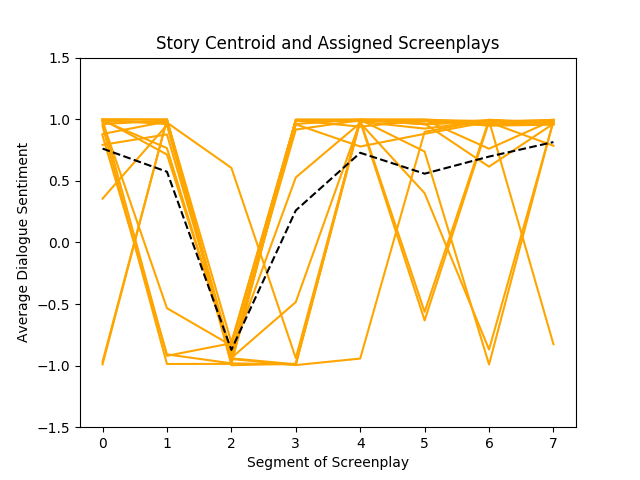 Story Centroid and Assigned Screenplays
Average Dialogue Sentiment
1.5
1.0
0.5
0.0
−0.5
−1.0
−1.5
0 1 2 3 4 5 6 7
Segment of Screenplay